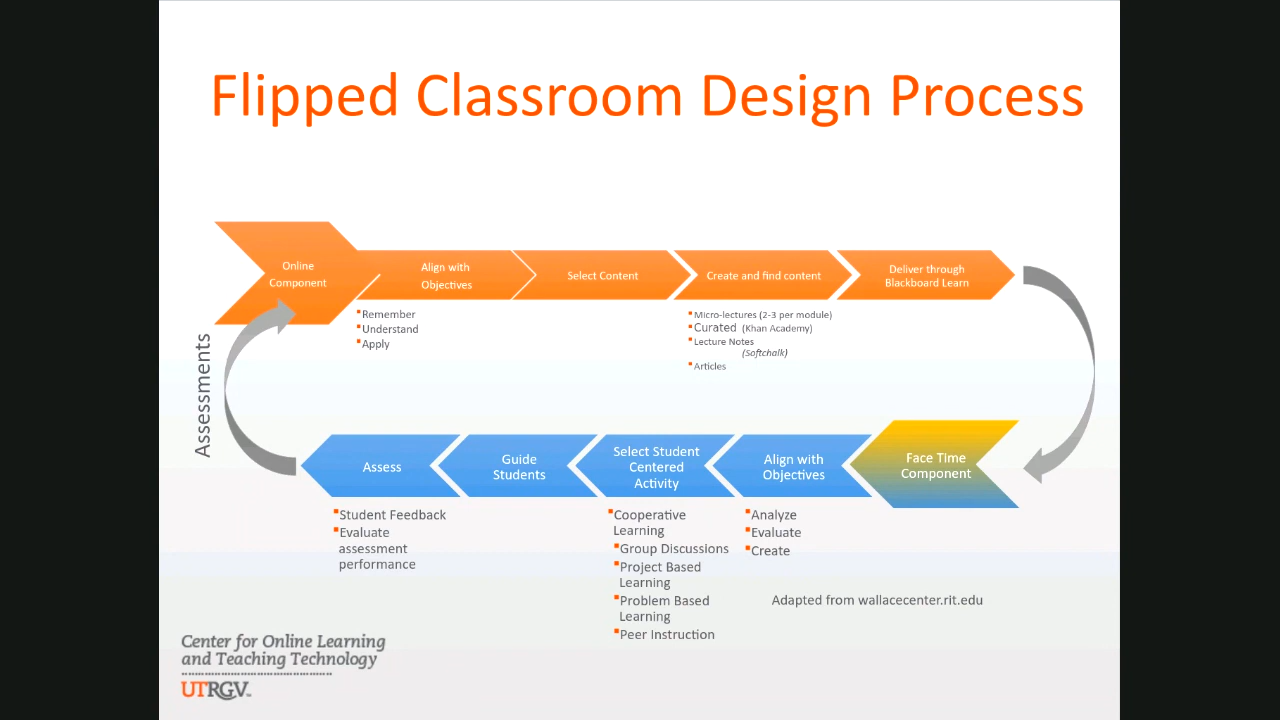 Flipped Classroom Design Process
Online
Component
Align with
Objectives
Select Content
Create and find content
Deliver through
Blackboard Learn
Remember
Understand
Apply
Micro-lectures (2-3 per module)
Curated (Khan Academy)
Lecture Notes
(Softchalk)
Articles
Assessments
Assess
Guide
Students
Select Student
Centered
Activity
Align with
Objectives
Face Time
Component
Student Feedback
Evaluate
assessment
performance
Cooperative
Learning
Group Discussions
Project Based
Learning
Problem Based
Learning
Peer Instruction
Analyze
Evaluate
Create
Adapted from wallacecenter.rit.edu
Center for Online Learning
and Teaching Technology
UTRGV